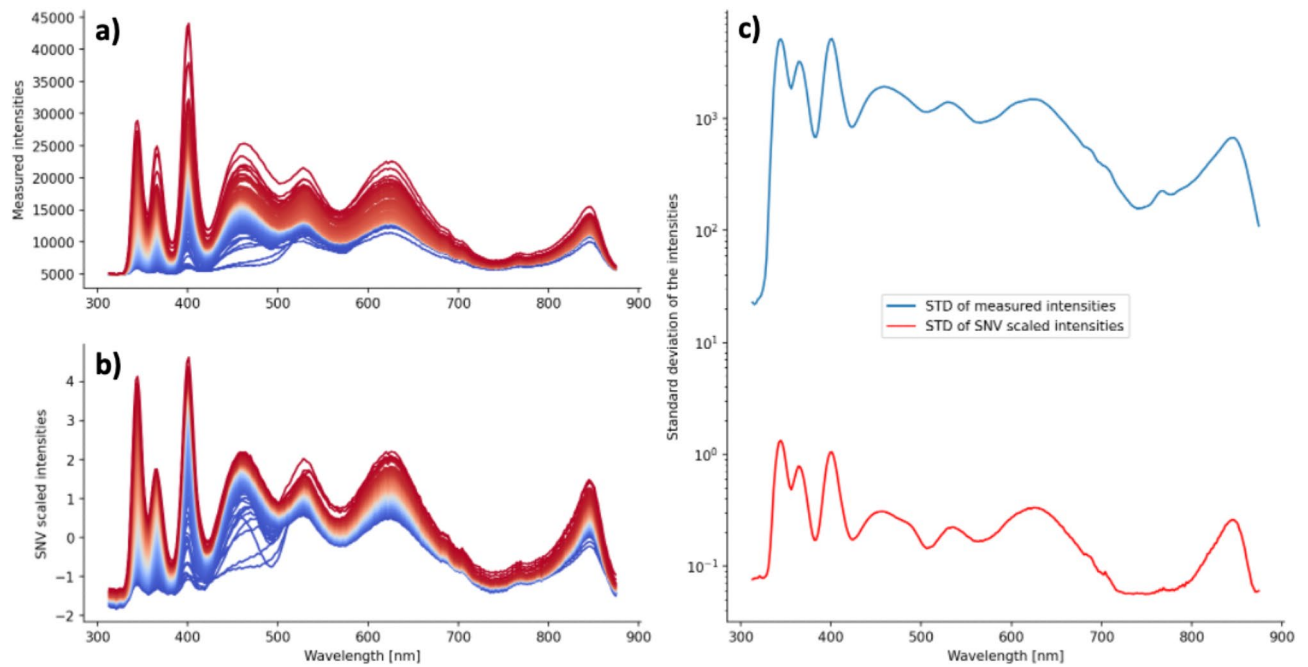 a)
45000
40000
35000
30000
25000
20000
15000
10000
5000
Measured intensities
300 400 500 600 700 800 900
b)
4
3
2
1
0
−1
−2
SNV scaled intensities
300 400 500 600 700 800 900
Wavelength [nm]
c)
10³
10²
10¹
10⁰
10⁻¹
Standard deviation of the intensities
STD of measured intensities
STD of SNV scaled intensities
300 400 500 600 700 800 900
Wavelength [nm]